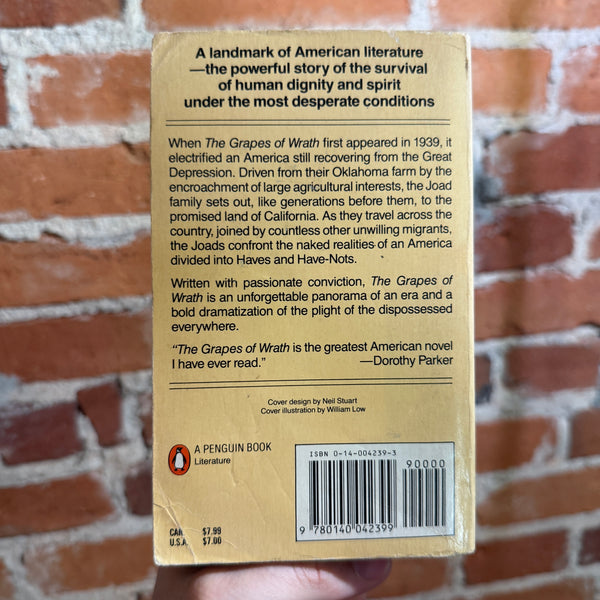 A landmark of American literature
—the powerful story of the survival
of human dignity and spirit
under the most desperate conditions
When The Grapes of Wrath first appeared in 1939, it
electrified an America still recovering from the Great
Depression. Driven from their Oklahoma farm by the
encroachment of large agricultural interests, the Joad
family sets out, like generations before them, to
the promised land of California. As they travel across the
country, joined by countless other unwilling migrants,
the Joads confront the naked realities of an America
divided into Haves and Have-Nots.
Written with passionate conviction, The Grapes of
Wrath is an unforgettable panorama of an era and a
bold dramatization of the plight of the dispossessed
everywhere.
“The Grapes of Wrath is the greatest American novel
I have ever read.” —Dorothy Parker
Cover design by Neil Stuart
Cover illustration by William Low
A PENGUIN BOOK
Literature
ISBN 0-14-004239-3
90000
9 780140 042399
CAN. $7.99
U.S.A. $7.00